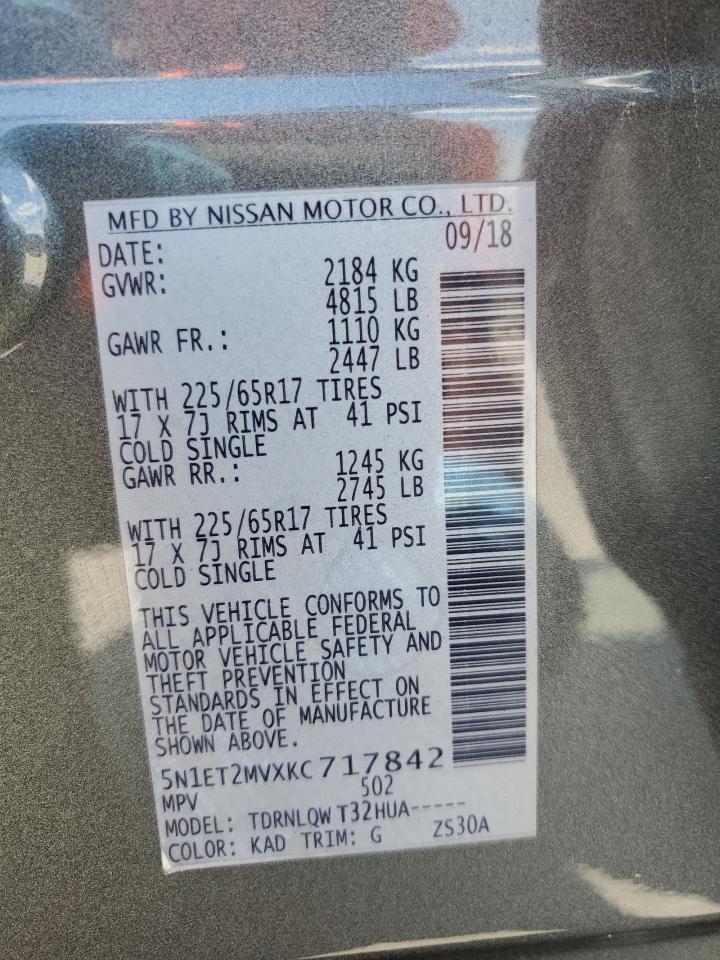 MFD BY NISSAN MOTOR CO., LTD.
DATE: 09/18
GVWR: 2184 KG
4815 LB
GAWR FR.: 1110 KG
2447 LB
WITH 225/65R17 TIRES
17 X 7J RIMS AT 41 PSI
COLD SINGLE
GAWR RR.: 1245 KG
2745 LB
WITH 225/65R17 TIRES
17 X 7J RIMS AT 41 PSI
COLD SINGLE
THIS VEHICLE CONFORMS TO
ALL APPLICABLE FEDERAL
MOTOR VEHICLE SAFETY AND
THEFT PREVENTION
STANDARDS IN EFFECT ON
THE DATE OF MANUFACTURE
SHOWN ABOVE.
5N1ET2MVXKC717842
MPV 502
MODEL: TDRNLQWT32HUA-----
COLOR: KAD TRIM: G ZS30A